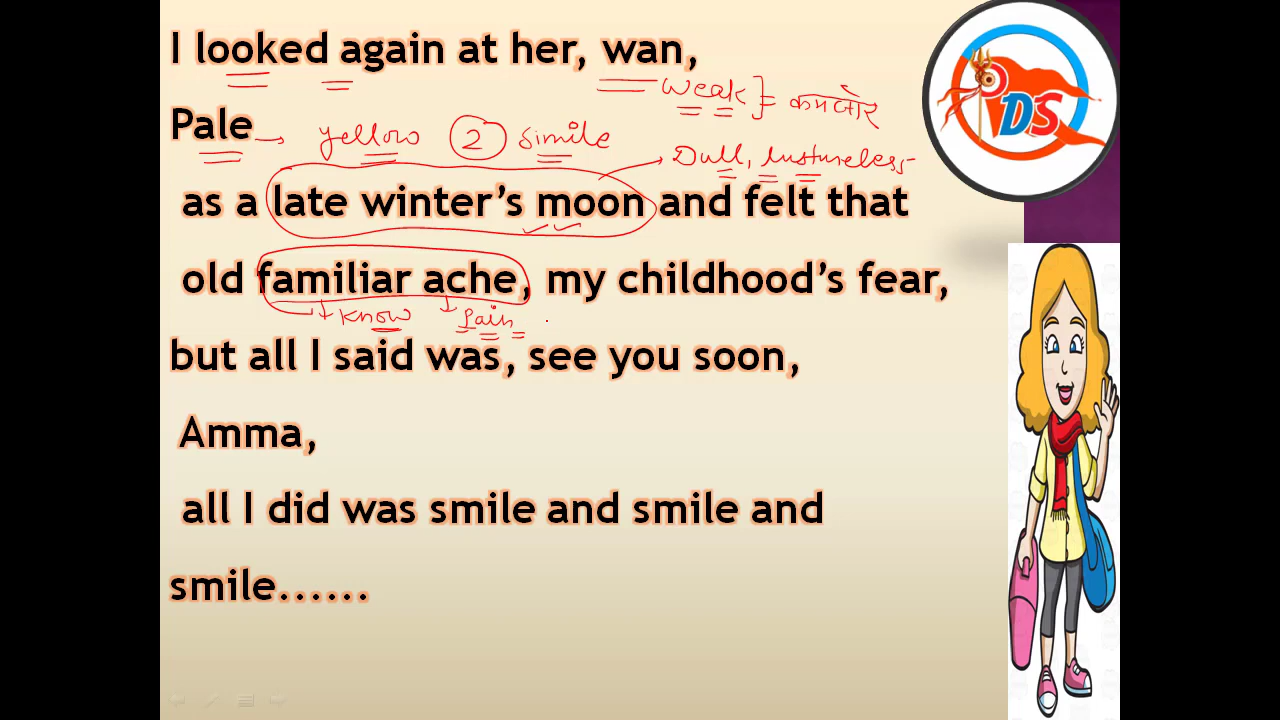 I looked again at her, wan,
weak } = कमजोर
Pale → yellow 2 simile
Dull, lustureless
as a late winter's moon and felt that
old familiar ache, my childhood's fear,
know pain
but all I said was, see you soon,
Amma,
all I did was smile and smile and
smile......
DS